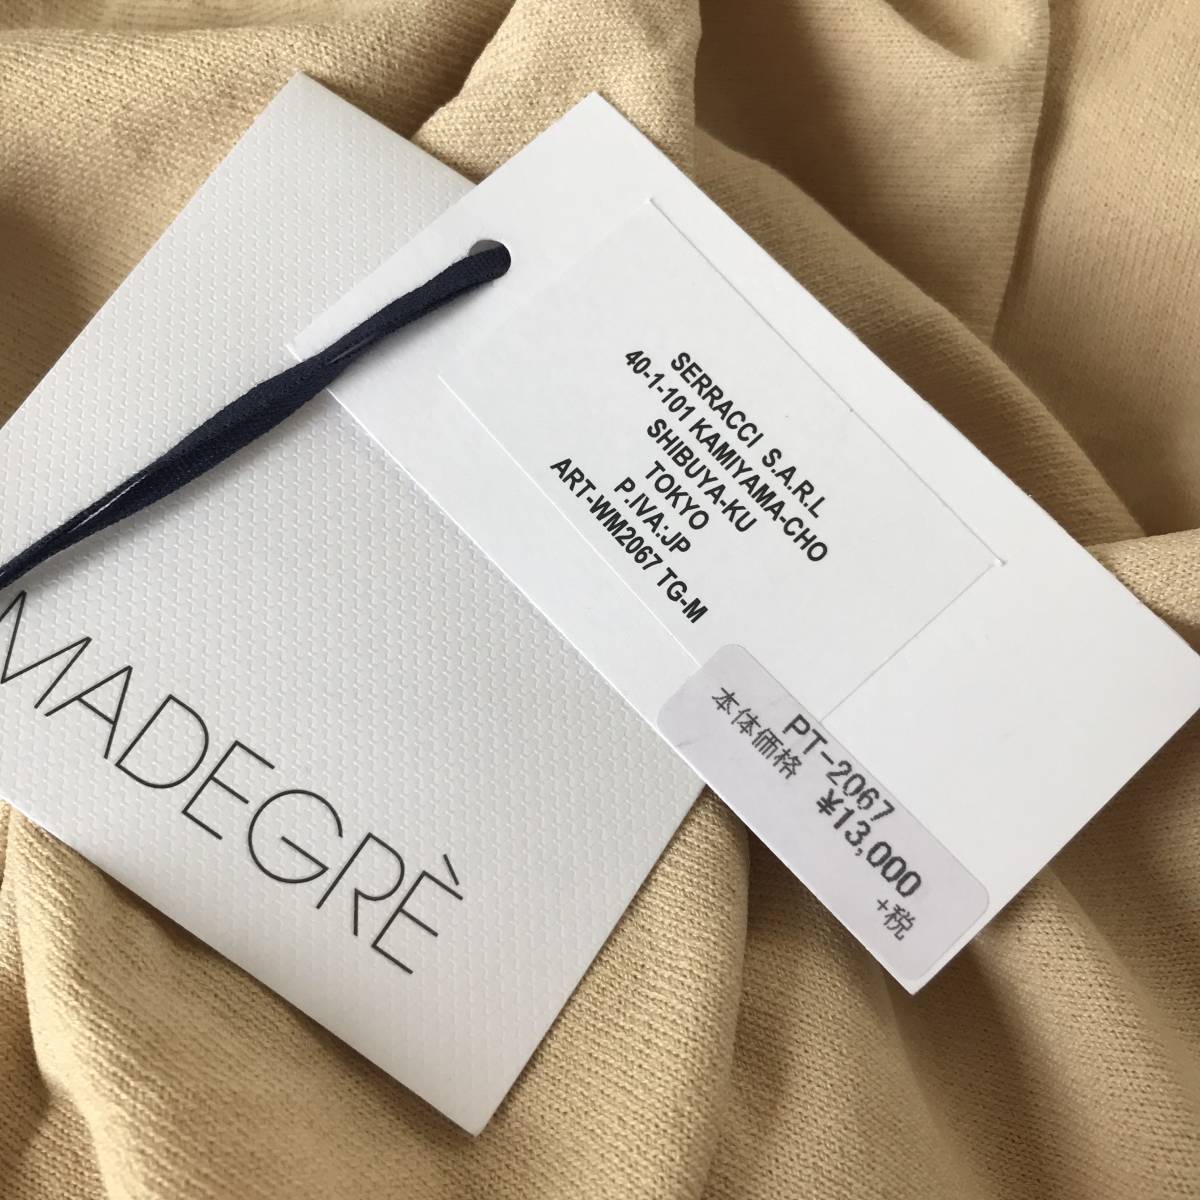 MADEGRÈ
SERRACCI S.A.R.L
40-1-101 KAMIYAMA-CHO
SHIBUYA-KU
TOKYO
P.IVA:JP
ART-WM2067 TG-M
PT-2067
本体価格 ¥13,000
+税